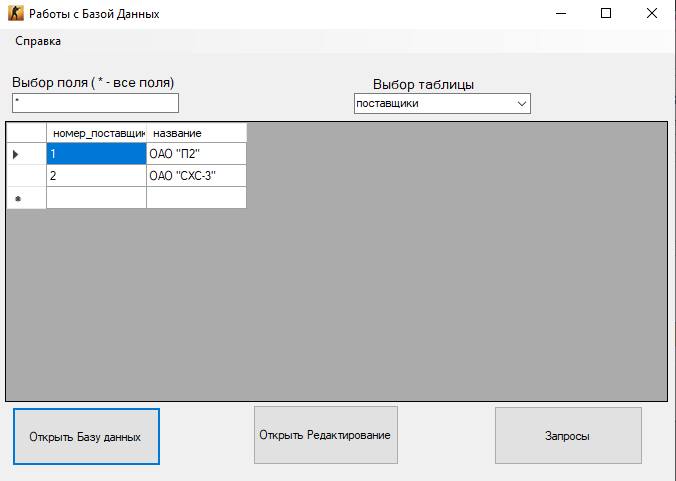 Работы с Базой Данных
Справка
Выбор поля ( * - все поля)
Выбор таблицы
*
поставщики
номер_поставщик название
1 ОАО "П2"
2 ОАО "СХС-3"
*
Открыть Базу данных
Открыть Редактирование
Запросы